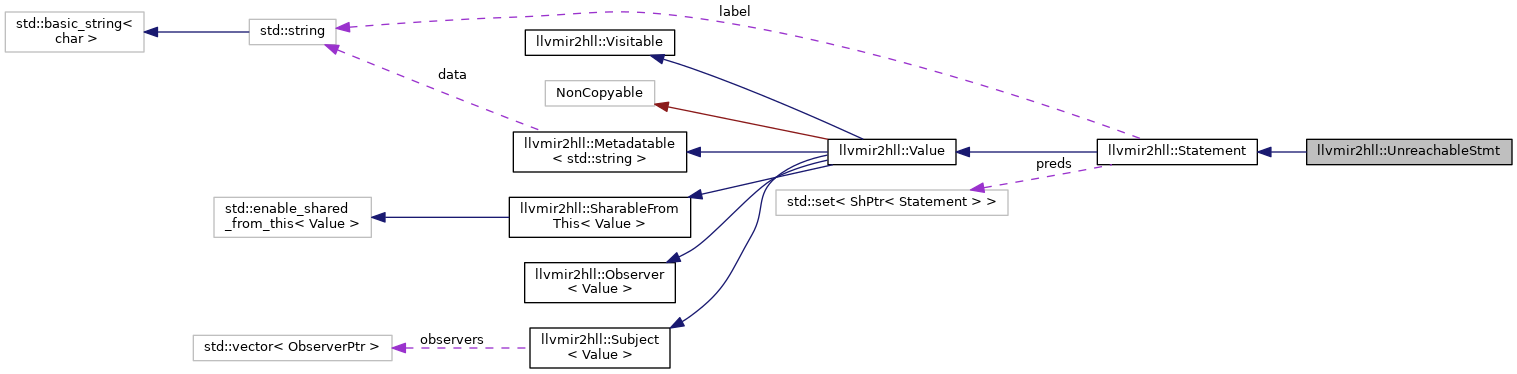 std::basic_string<
char >
std::string
label
data
llvmir2hll::Visitable
NonCopyable
llvmir2hll::Metadatable
< std::string >
llvmir2hll::Value
llvmir2hll::Statement
llvmir2hll::UnreachableStmt
preds
std::set< ShPtr< Statement > >
std::enable_shared
_from_this< Value >
llvmir2hll::SharableFrom
This< Value >
llvmir2hll::Observer
< Value >
std::vector< ObserverPtr >
observers
llvmir2hll::Subject
< Value >